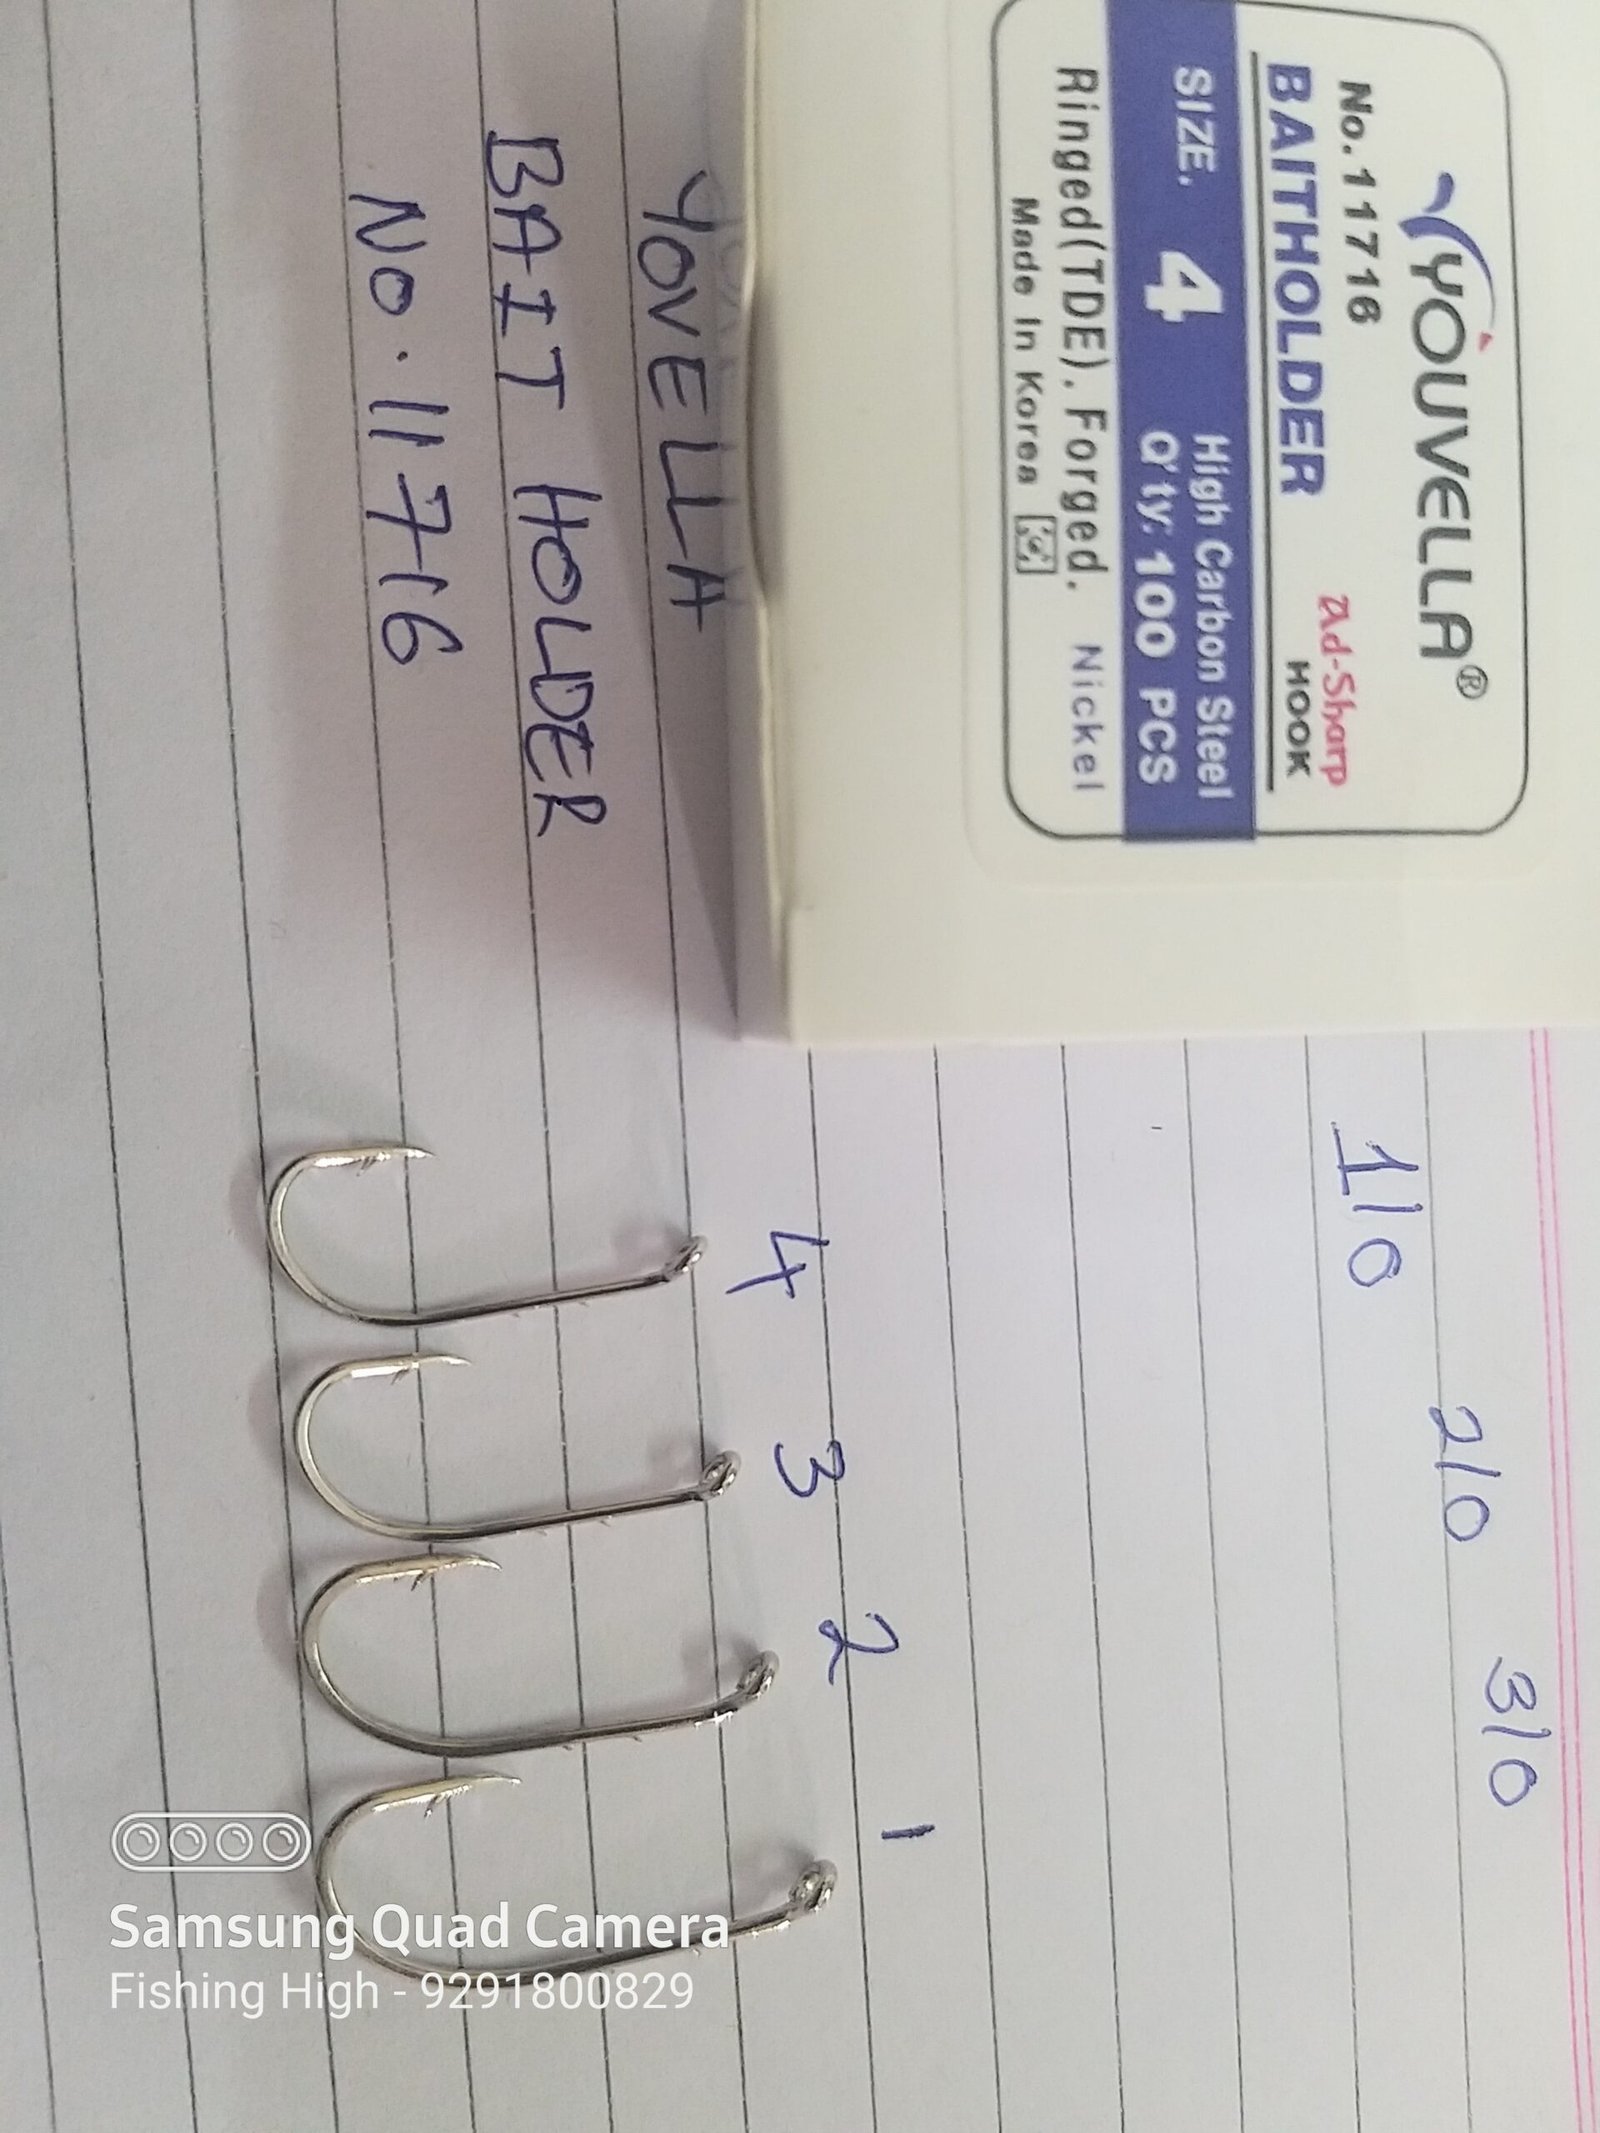 YOUVELLA®
No.11716
Ad-Sharp
BAITHOLDER
HOOK
SIZE. 4
High Carbon Steel
Q'ty: 100 PCS
Ringed(TDE). Forged. Nickel
Made In Korea
YOVELLA
BAIT HOLDER
No. 11716
1/0 2/0 3/0
4 3 2 1
Samsung Quad Camera
Fishing High - 9291800829